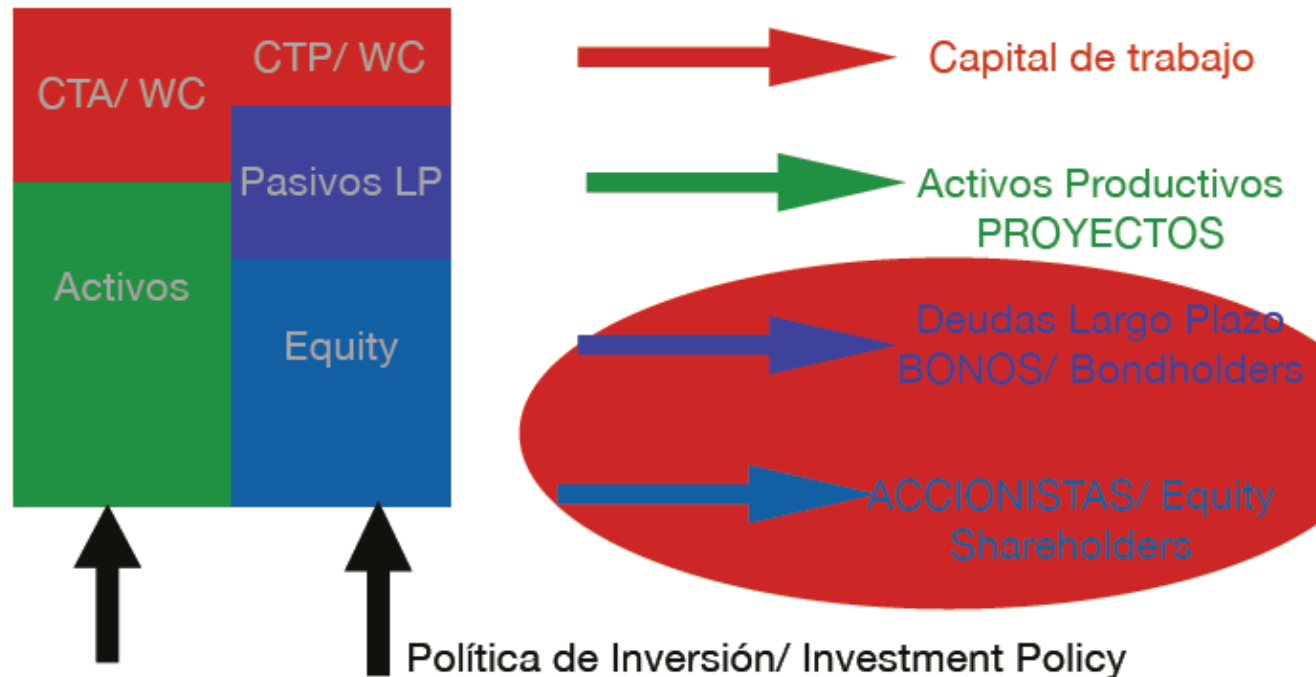 CTA/ WC
CTP/ WC
Pasivos LP
Activos
Equity
Capital de trabajo
Activos Productivos
PROYECTOS
Deudas Largo Plazo
BONOS/ Bondholders
ACCIONISTAS/ Equity
Shareholders
Política de Inversión/ Investment Policy